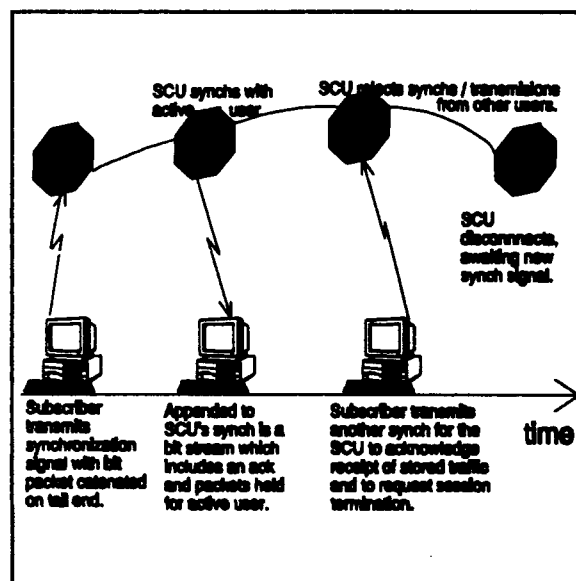 SCU synchs with
active user
SCU rejects synchs / transmisions
from other users.
SCU
disconnnects,
awaiting new
synch signal.
Subscriber
transmits
synchronization
signal with bit
packet catenated
on tail end.
Appended to
SCU's synch is a
bit stream which
includes an ack
and packets held
for active user.
Subscriber transmits
another synch for the
SCU to acknowledge
receipt of stored traffic
and to request session
termination.
time